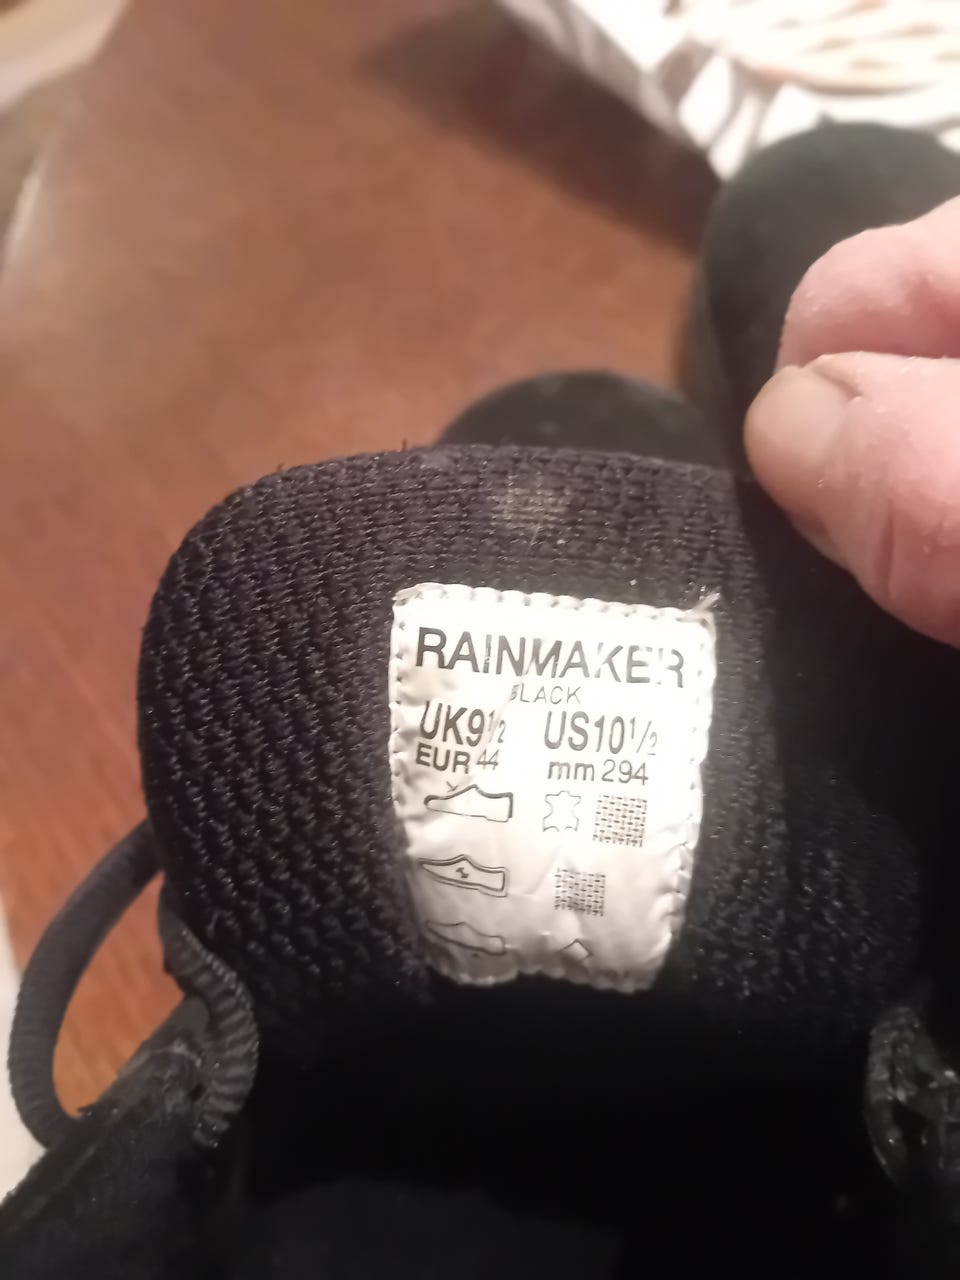 RAINMAKER
BLACK
UK9½ US10½
EUR 44 mm 294